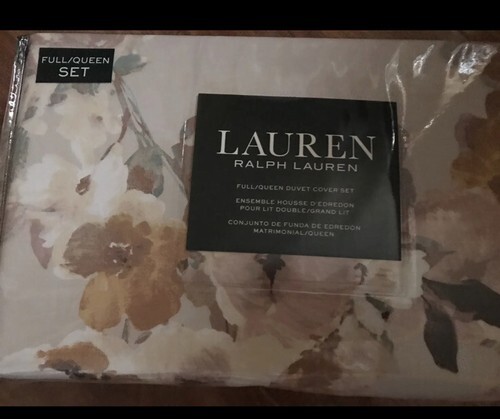 FULL/QUEEN
SET
LAUREN
RALPH LAUREN
FULL/QUEEN DUVET COVER SET
ENSEMBLE HOUSSE D'EDREDON
POUR LIT DOUBLE/GRAND LIT
CONJUNTO DE FUNDA DE EDREDON
MATRIMONIAL/QUEEN